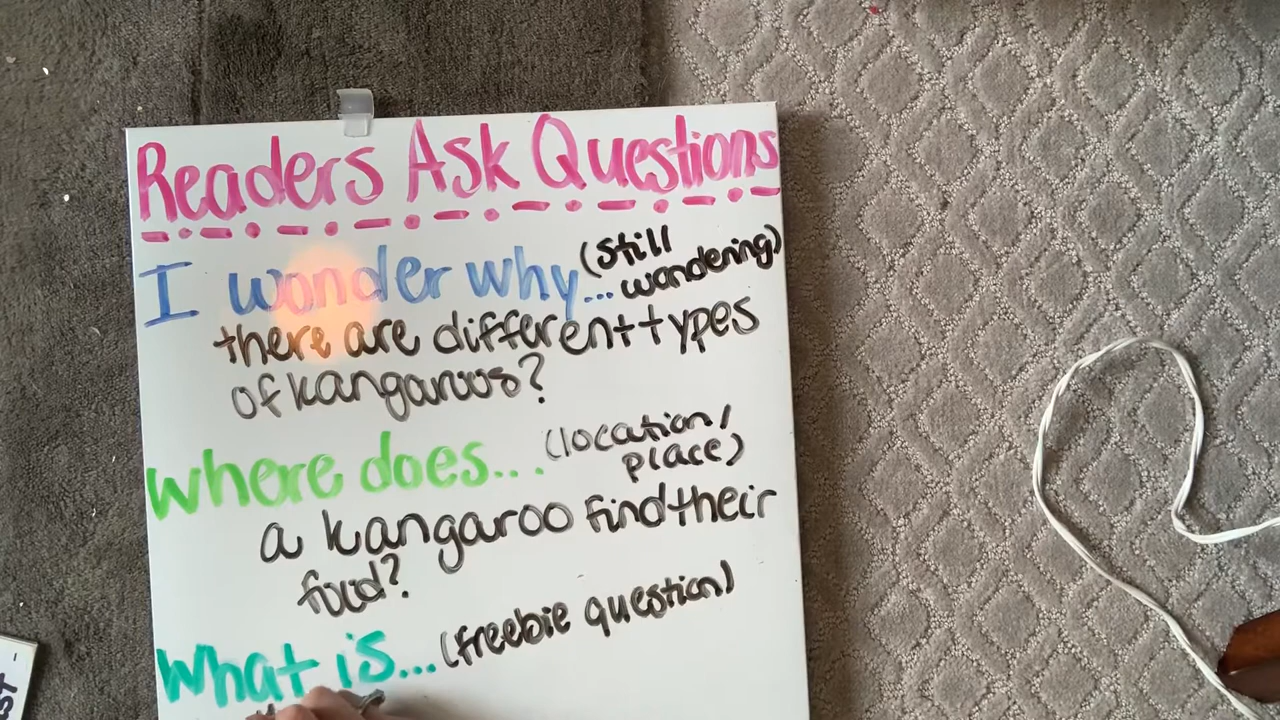 Readers Ask Questions
I wonder why... (still wondering)
there are different types
of kangaroos?
where does... (location/
place)
a kangaroo find their
food?
what is... (freebie question)